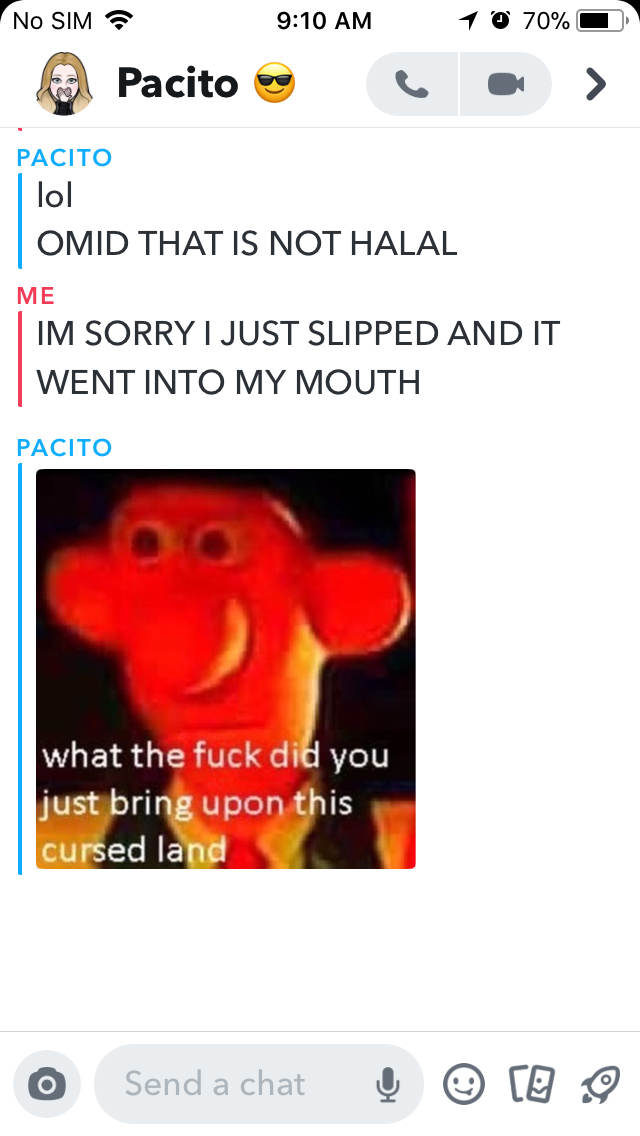 No SIM 9:10 AM 70%
Pacito 😎
PACITO
lol
OMID THAT IS NOT HALAL
ME
IM SORRY I JUST SLIPPED AND IT
WENT INTO MY MOUTH
PACITO
what the fuck did you
just bring upon this
cursed land
Send a chat